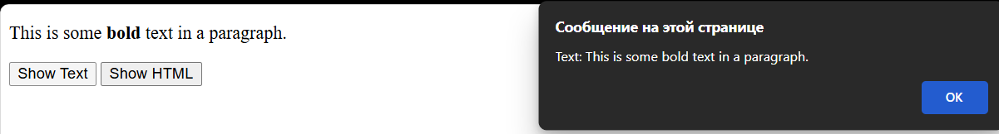 This is some bold text in a paragraph.
Show Text Show HTML
Сообщение на этой странице
Text: This is some bold text in a paragraph.
OK